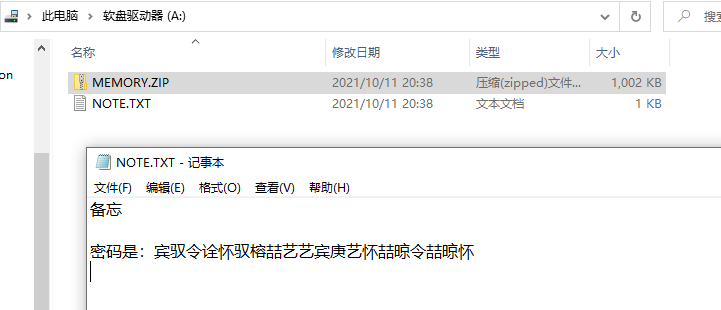 此电脑 › 软盘驱动器 (A:)
搜索
on
名称 修改日期 类型 大小
MEMORY.ZIP 2021/10/11 20:38 压缩(zipped)文件... 1,002 KB
NOTE.TXT 2021/10/11 20:38 文本文档 1 KB
NOTE.TXT - 记事本
文件(F) 编辑(E) 格式(O) 查看(V) 帮助(H)
备忘
密码是：宾驭令诠怀驭榕喆艺艺宾庚艺怀喆晾令喆晾怀